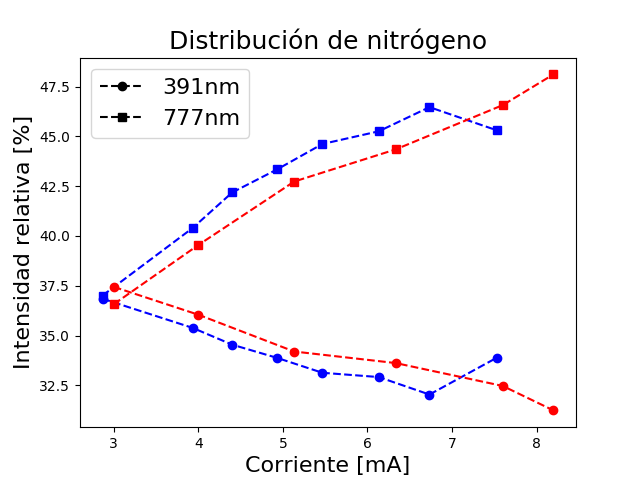 Distribución de nitrógeno
391nm
777nm
Intensidad relativa [%]
47.5
45.0
42.5
40.0
37.5
35.0
32.5
3 4 5 6 7 8
Corriente [mA]